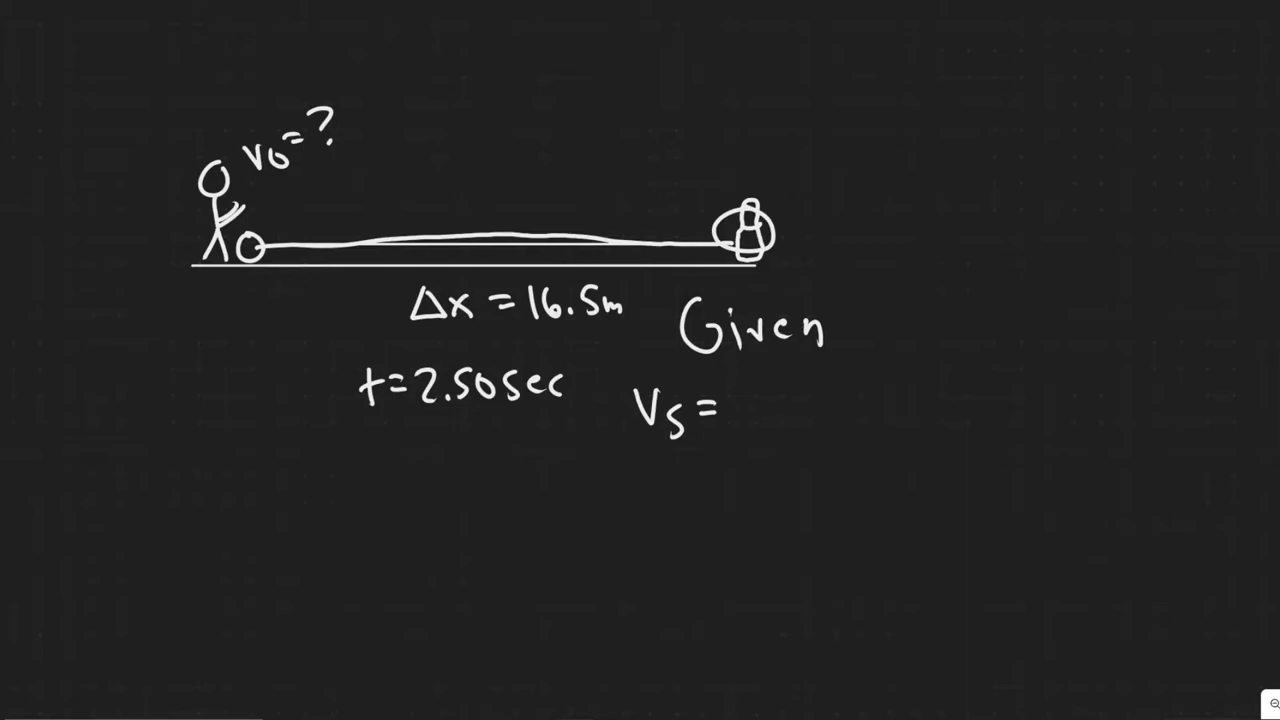 v₀ = ?
Δx = 16.5m
Given
t = 2.50sec
Vₛ =